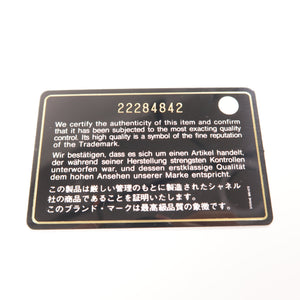 22284842
We certify the authenticity of this item and confirm
that it has been subjected to the most exacting quality
control. Its high quality is a symbol of the fine reputation
of the Trademark.
Wir bestätigen, dass es sich um einen Artikel handelt,
der während seiner Herstellung strengsten Kontrollen
unterworfen war, und dessen erstklassige Qualität
dem hohen Ansehen unserer Marke entspricht.
この製品は厳しい管理のもとに製造されたシャネル
社の商品であることを証明いたします。
このブランド・マークは最高級品質の象徴です。